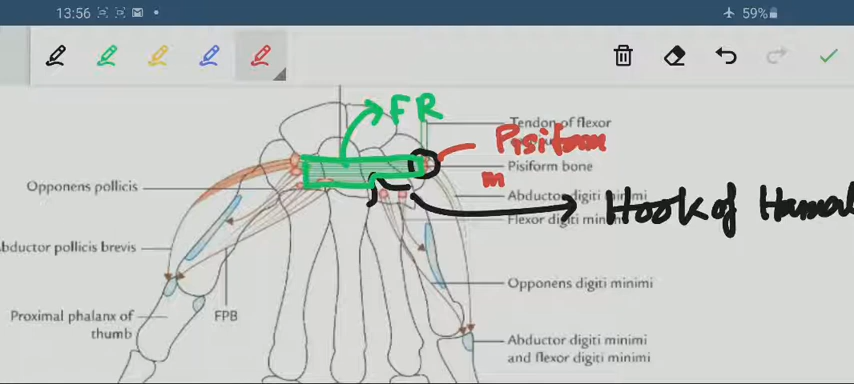 13:56
59%
FR
Tendon of flexor
Pisiform
m
Pisiform bone
Opponens pollicis
Abductor digiti minimi
Hook of Hamat
Flexor digiti minimi
Abductor pollicis brevis
Opponens digiti minimi
Proximal phalanx of
thumb
FPB
Abductor digiti minimi
and flexor digiti minimi